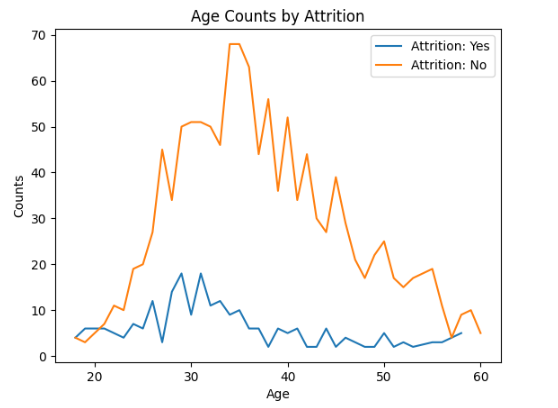 Age Counts by Attrition
70
60
50
40
30
20
10
0
Counts
Attrition: Yes
Attrition: No
20 30 40 50 60
Age